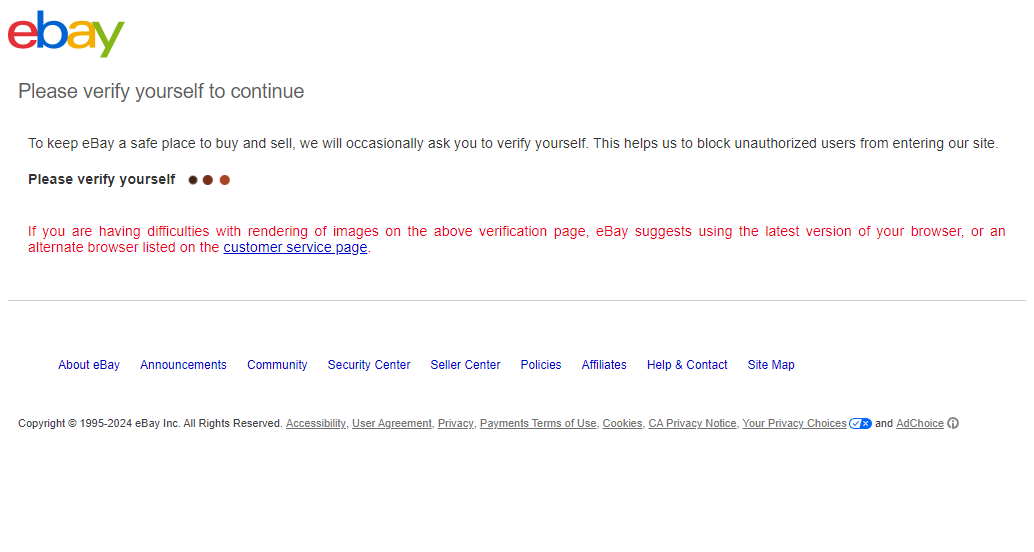 ebay
Please verify yourself to continue
To keep eBay a safe place to buy and sell, we will occasionally ask you to verify yourself. This helps us to block unauthorized users from entering our site.
Please verify yourself
If you are having difficulties with rendering of images on the above verification page, eBay suggests using the latest version of your browser, or an
alternate browser listed on the customer service page.
About eBay Announcements Community Security Center Seller Center Policies Affiliates Help & Contact Site Map
Copyright © 1995-2024 eBay Inc. All Rights Reserved. Accessibility, User Agreement, Privacy, Payments Terms of Use, Cookies, CA Privacy Notice, Your Privacy Choices and AdChoice